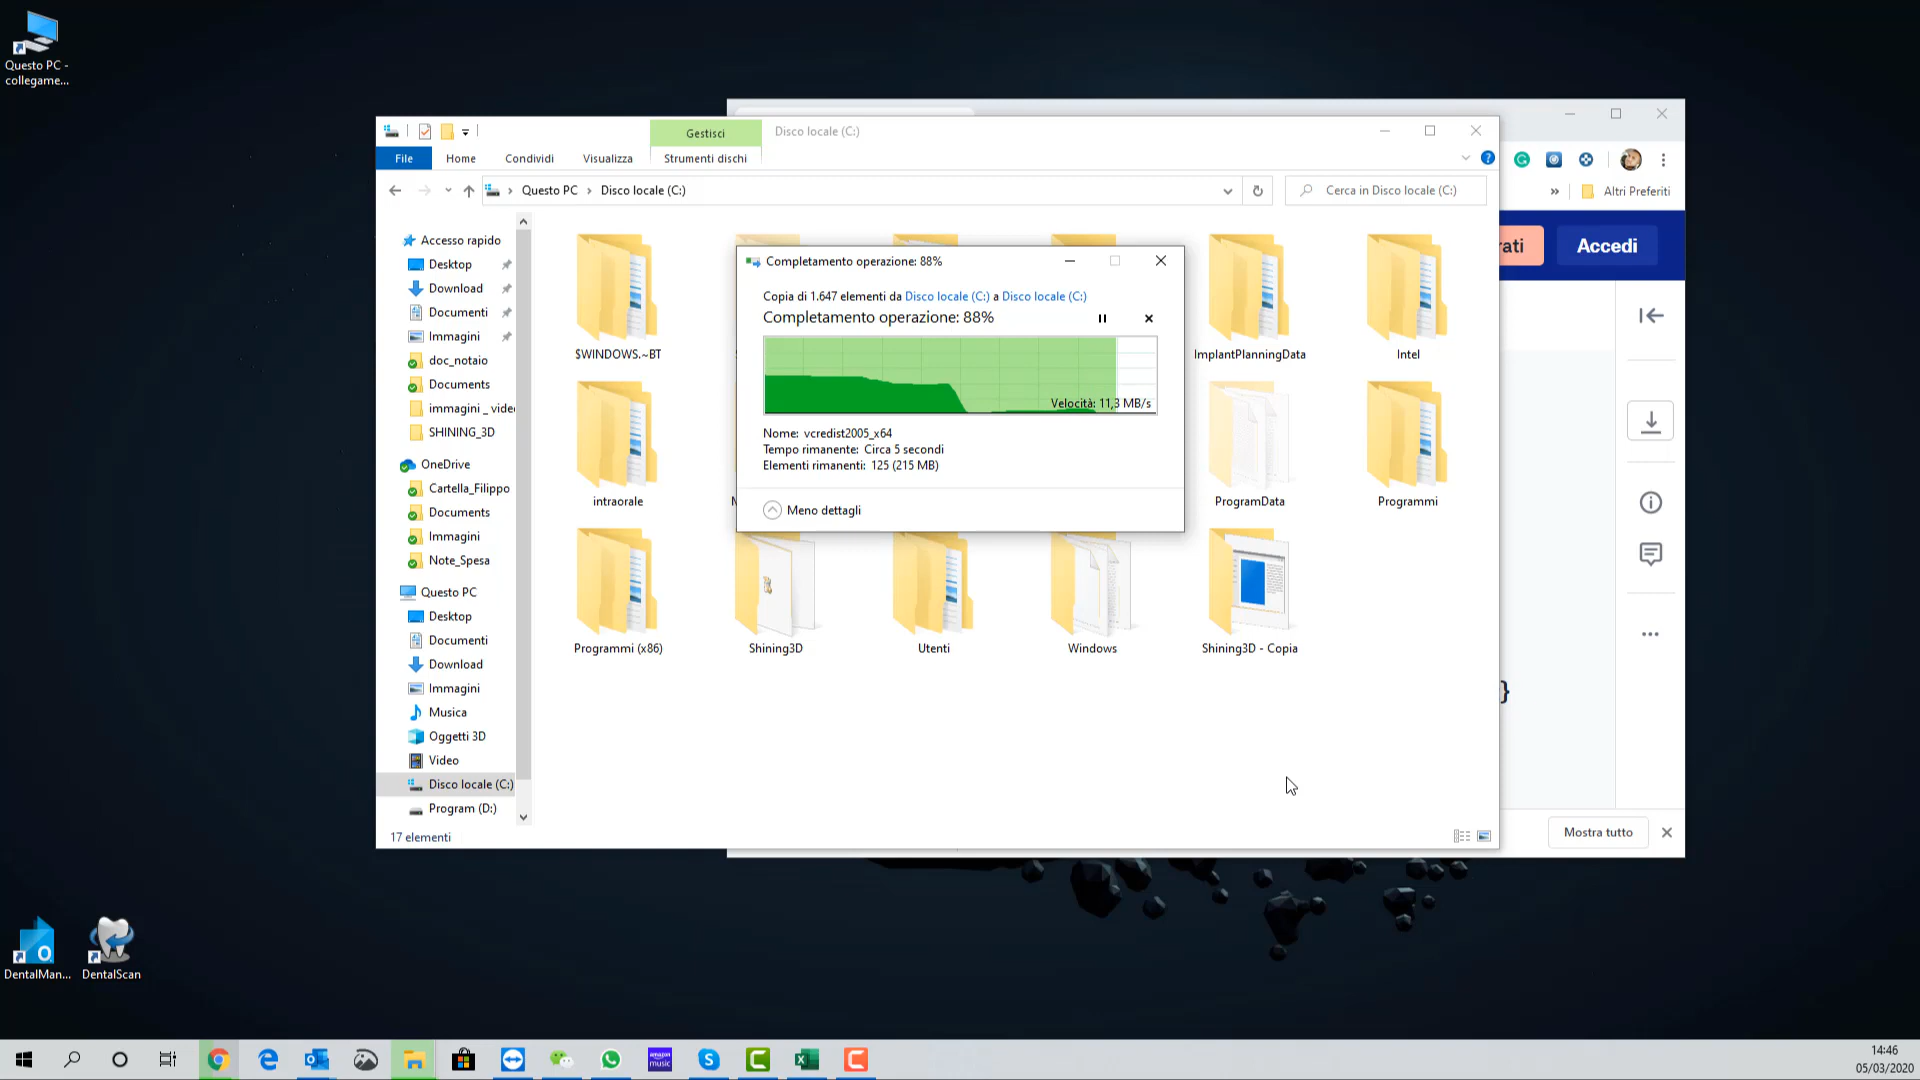 Questo PC -
collegame...
Gestisci
Disco locale (C:)
File
Home
Condividi
Visualizza
Strumenti dischi
Questo PC
Disco locale (C:)
Cerca in Disco locale (C:)
Altri Preferiti
rati
Accedi
Accesso rapido
Desktop
Download
Documenti
Immagini
doc_notaio
Documents
immagini _ vide
SHINING_3D
OneDrive
Cartella_Filippo
Documents
Immagini
Note_Spesa
Questo PC
Desktop
Documenti
Download
Immagini
Musica
Oggetti 3D
Video
Disco locale (C:)
Program (D:)
17 elementi
$WINDOWS.~BT
ImplantPlanningData
Intel
intraorale
ProgramData
Programmi
Programmi (x86)
Shining3D
Utenti
Windows
Shining3D - Copia
Completamento operazione: 88%
Copia di 1.647 elementi da Disco locale (C:) a Disco locale (C:)
Completamento operazione: 88%
Velocità: 11,3 MB/s
Nome: vcredist2005_x64
Tempo rimanente: Circa 5 secondi
Elementi rimanenti: 125 (215 MB)
Meno dettagli
}
Mostra tutto
DentalMan...
DentalScan
amazon
music
14:46
05/03/2020